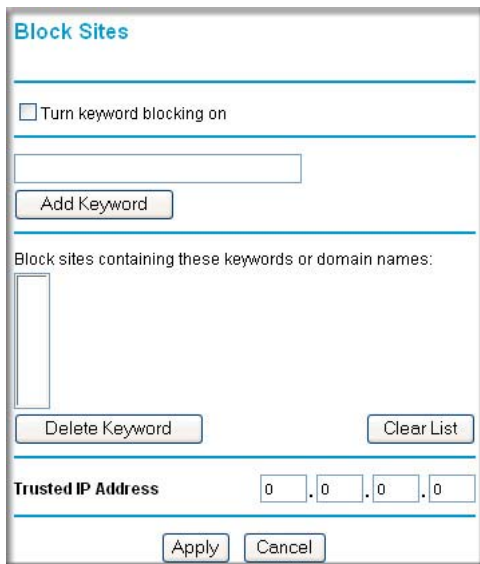 Block Sites
Turn keyword blocking on
Add Keyword
Block sites containing these keywords or domain names:
Delete Keyword Clear List
Trusted IP Address 0 . 0 . 0 . 0
Apply Cancel